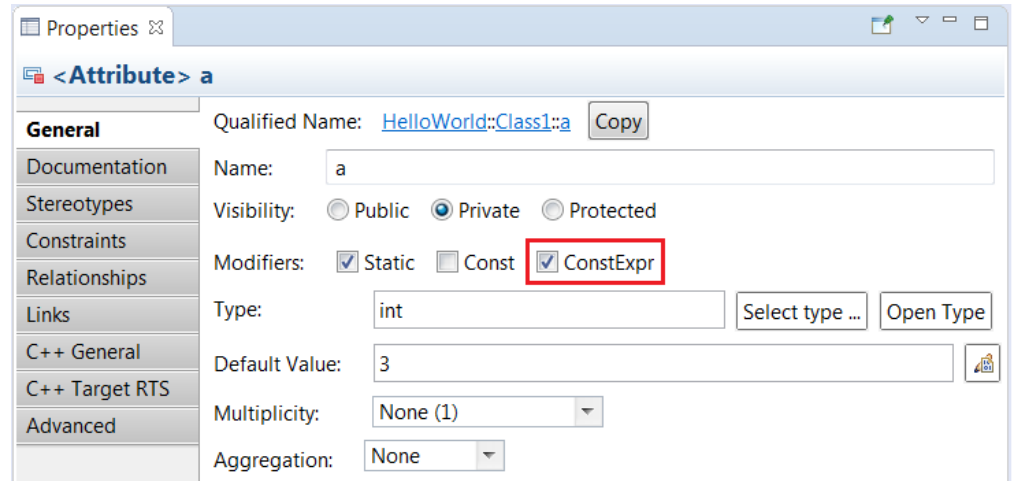 Properties
<Attribute> a
General
Documentation
Stereotypes
Constraints
Relationships
Links
C++ General
C++ Target RTS
Advanced
Qualified Name: HelloWorld::Class1::a Copy
Name: a
Visibility: Public Private Protected
Modifiers: Static Const ConstExpr
Type: int Select type ... Open Type
Default Value: 3
Multiplicity: None (1)
Aggregation: None